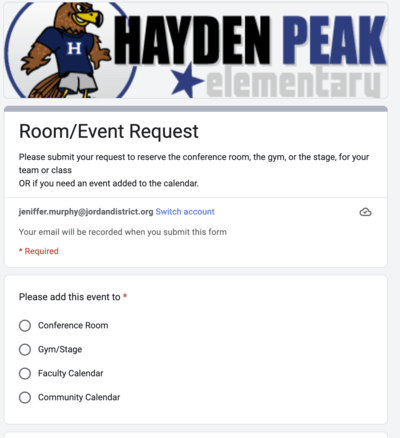 H
HAYDEN PEAK
elementary
Room/Event Request
Please submit your request to reserve the conference room, the gym, or the stage, for your
team or class
OR if you need an event added to the calendar.
jeniffer.murphy@jordandistrict.org Switch account
Your email will be recorded when you submit this form
* Required
Please add this event to *
Conference Room
Gym/Stage
Faculty Calendar
Community Calendar